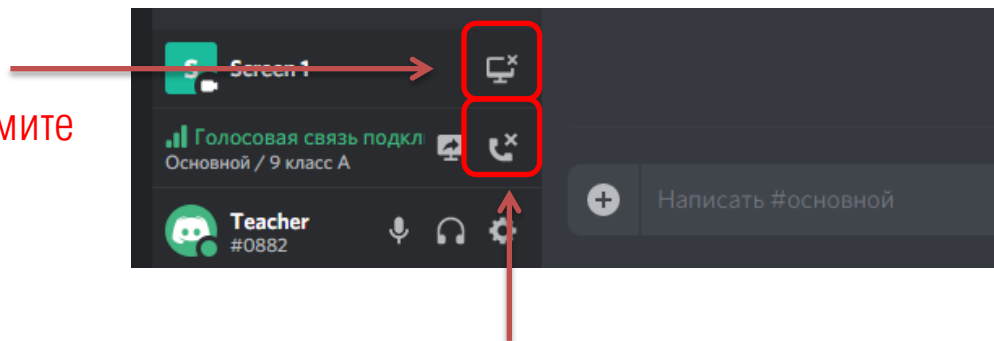 S Screen 1
мите
Голосовая связь подкл
Основной / 9 класс А
Teacher
#0882
Написать #основной